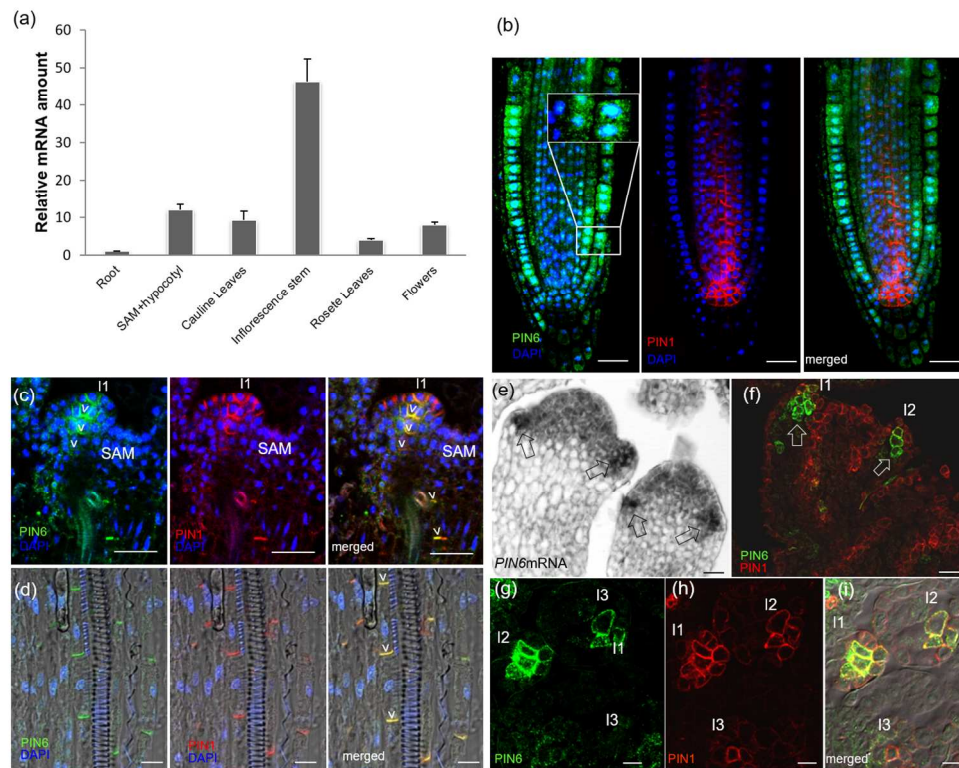 (a)
60
50
40
30
20
10
0
Relative mRNA amount
Root
SAM+hypocotyl
Cauline Leaves
Inflorescence stem
Rosete Leaves
Flowers
(b)
PIN6
DAPI
PIN1
DAPI
merged
(c)
I1
I1
I1
SAM
SAM
SAM
PIN6
DAPI
PIN1
DAPI
merged
(d)
PIN6
DAPI
PIN1
DAPI
merged
(e)
PIN6mRNA
(f)
I1
I2
PIN6
PIN1
(g)
I3
I2
I1
I3
PIN6
(h)
I2
I1
I3
PIN1
(i)
I2
I1
I3
merged